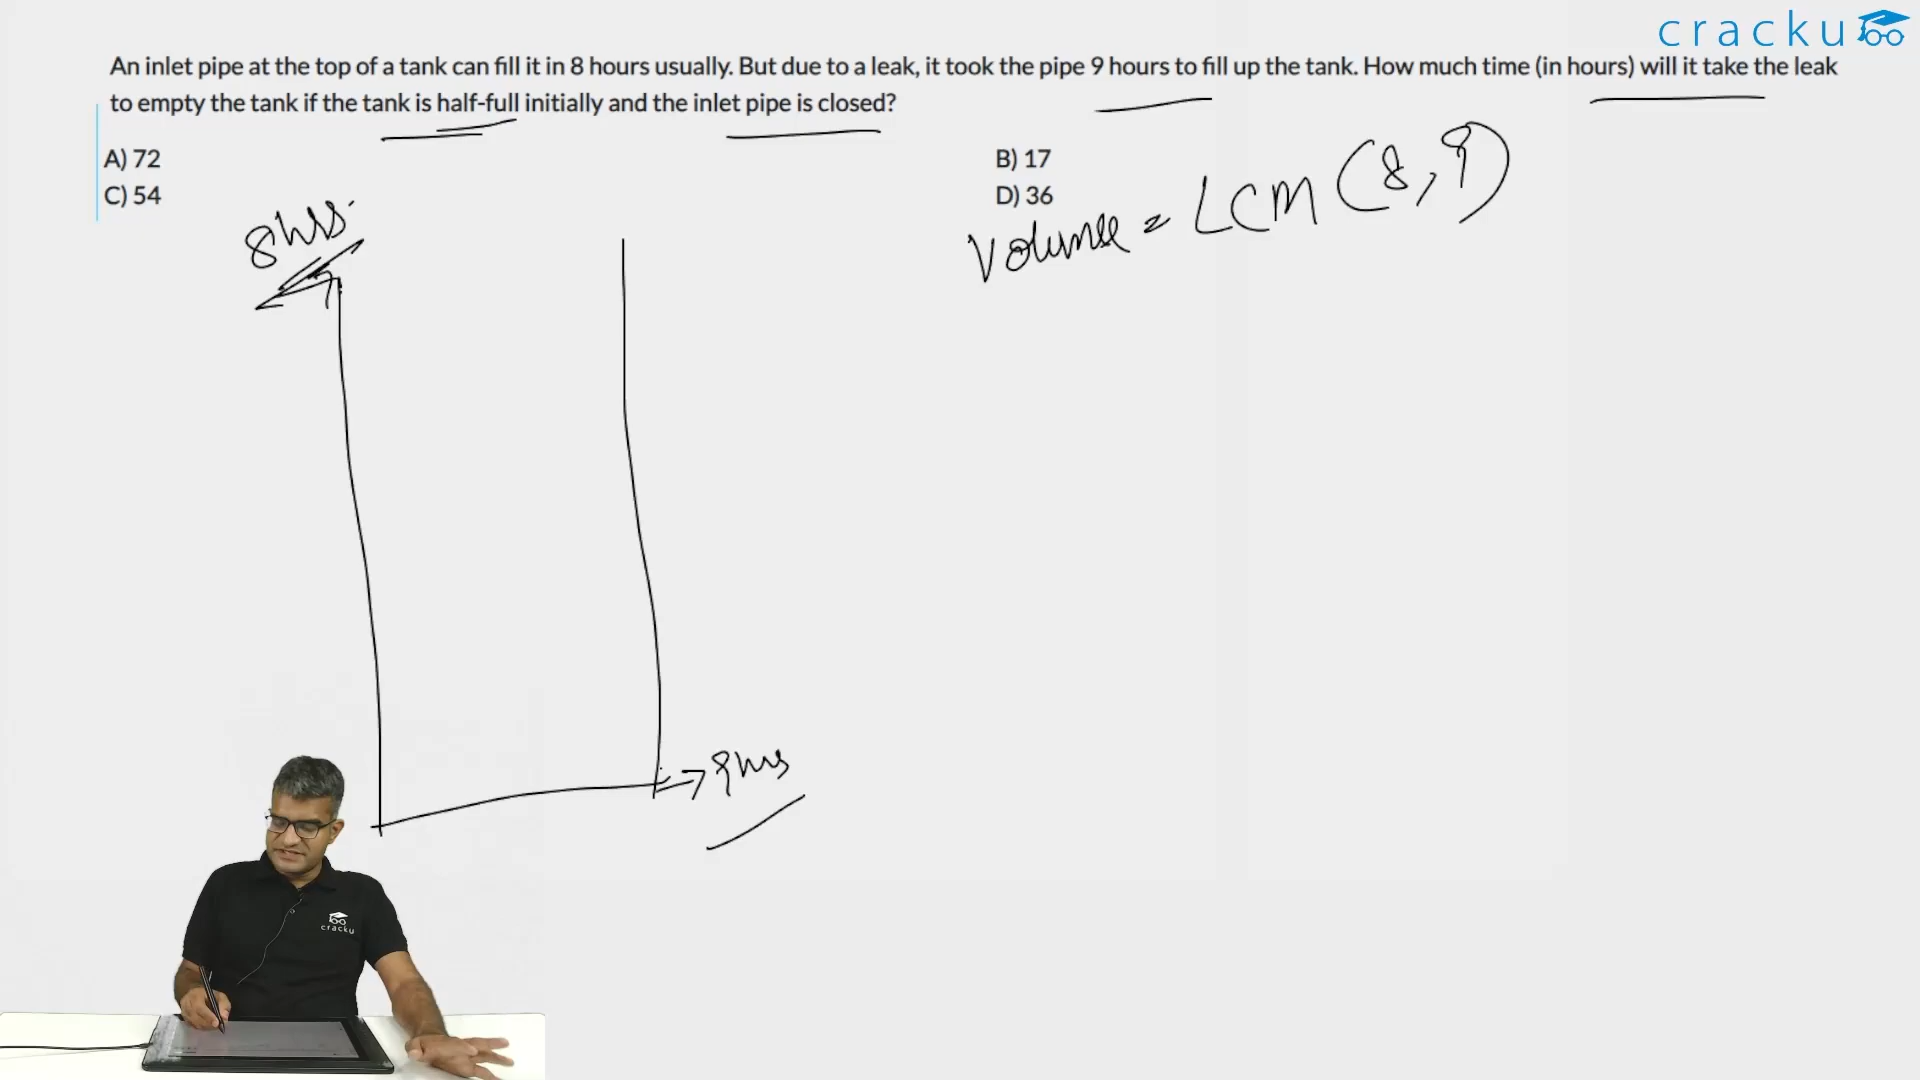 cracku
An inlet pipe at the top of a tank can fill it in 8 hours usually. But due to a leak, it took the pipe 9 hours to fill up the tank. How much time (in hours) will it take the leak
to empty the tank if the tank is half-full initially and the inlet pipe is closed?
A) 72
B) 17
C) 54
D) 36
8hrs.
Volume = LCM (8, 9)
9hrs
cracku